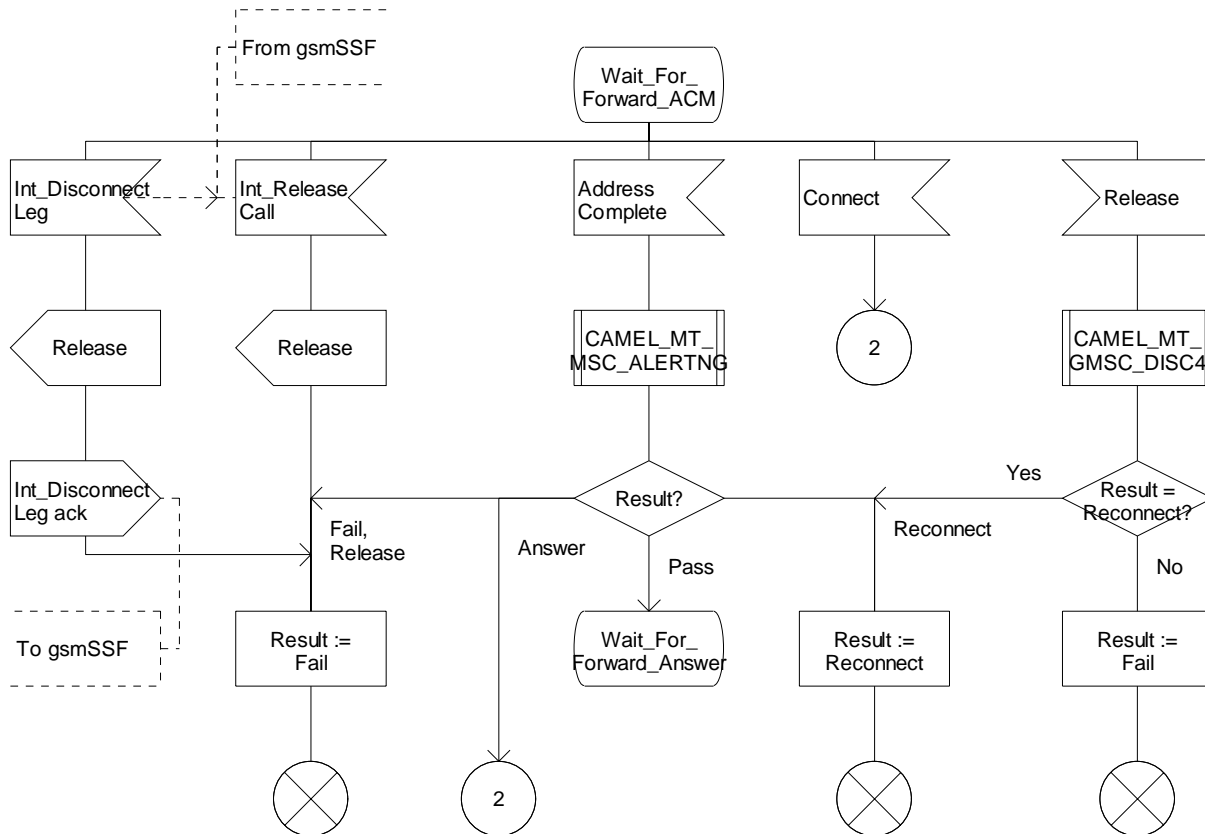 From gsmSSF
Wait_For_
Forward_ACM
Int_Disconnect
Leg
Int_Release
Call
Address
Complete
Connect
Release
Release
Release
CAMEL_MT_
MSC_ALERTNG
2
CAMEL_MT_
GMSC_DISC4
Int_Disconnect
Leg ack
Fail,
Release
Answer
Result?
Pass
Reconnect
Yes
Result =
Reconnect?
No
To gsmSSF
Result :=
Fail
Wait_For_
Forward_Answer
Result :=
Reconnect
Result :=
Fail
2